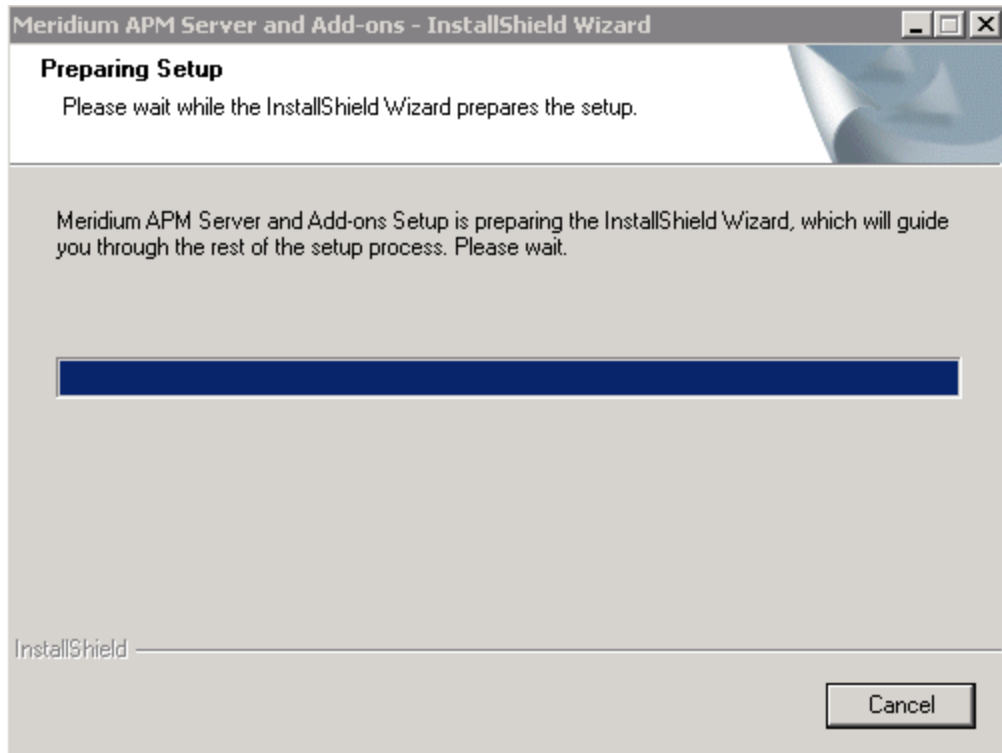 Meridium APM Server and Add-ons - InstallShield Wizard
Preparing Setup
Please wait while the InstallShield Wizard prepares the setup.
Meridium APM Server and Add-ons Setup is preparing the InstallShield Wizard, which will guide
you through the rest of the setup process. Please wait.
InstallShield
Cancel